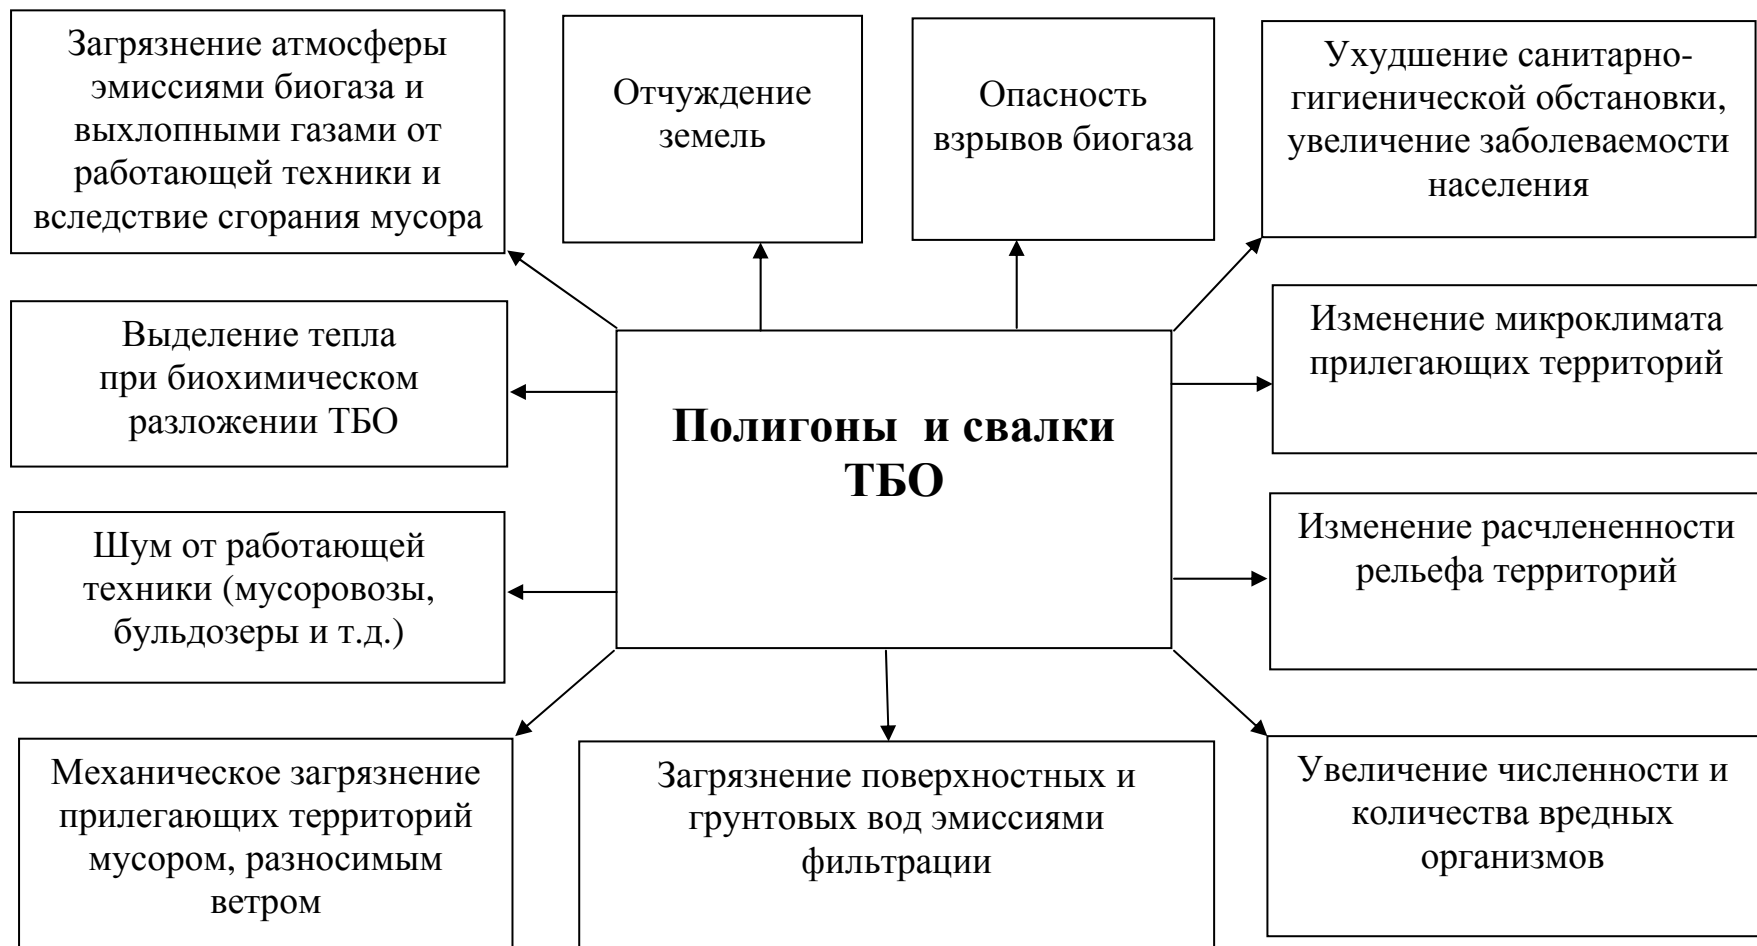 Загрязнение атмосферы
эмиссиями биогаза и
выхлопными газами от
работающей техники и
вследствие сгорания мусора
Отчуждение
земель
Опасность
взрывов биогаза
Ухудшение санитарно-
гигиенической обстановки,
увеличение заболеваемости
населения
Выделение тепла
при биохимическом
разложении ТБО
Полигоны и свалки
ТБО
Изменение микроклимата
прилегающих территорий
Шум от работающей
техники (мусоровозы,
бульдозеры и т.д.)
Изменение расчлененности
рельефа территорий
Механическое загрязнение
прилегающих территорий
мусором, разносимым
ветром
Загрязнение поверхностных и
грунтовых вод эмиссиями
фильтрации
Увеличение численности и
количества вредных
организмов